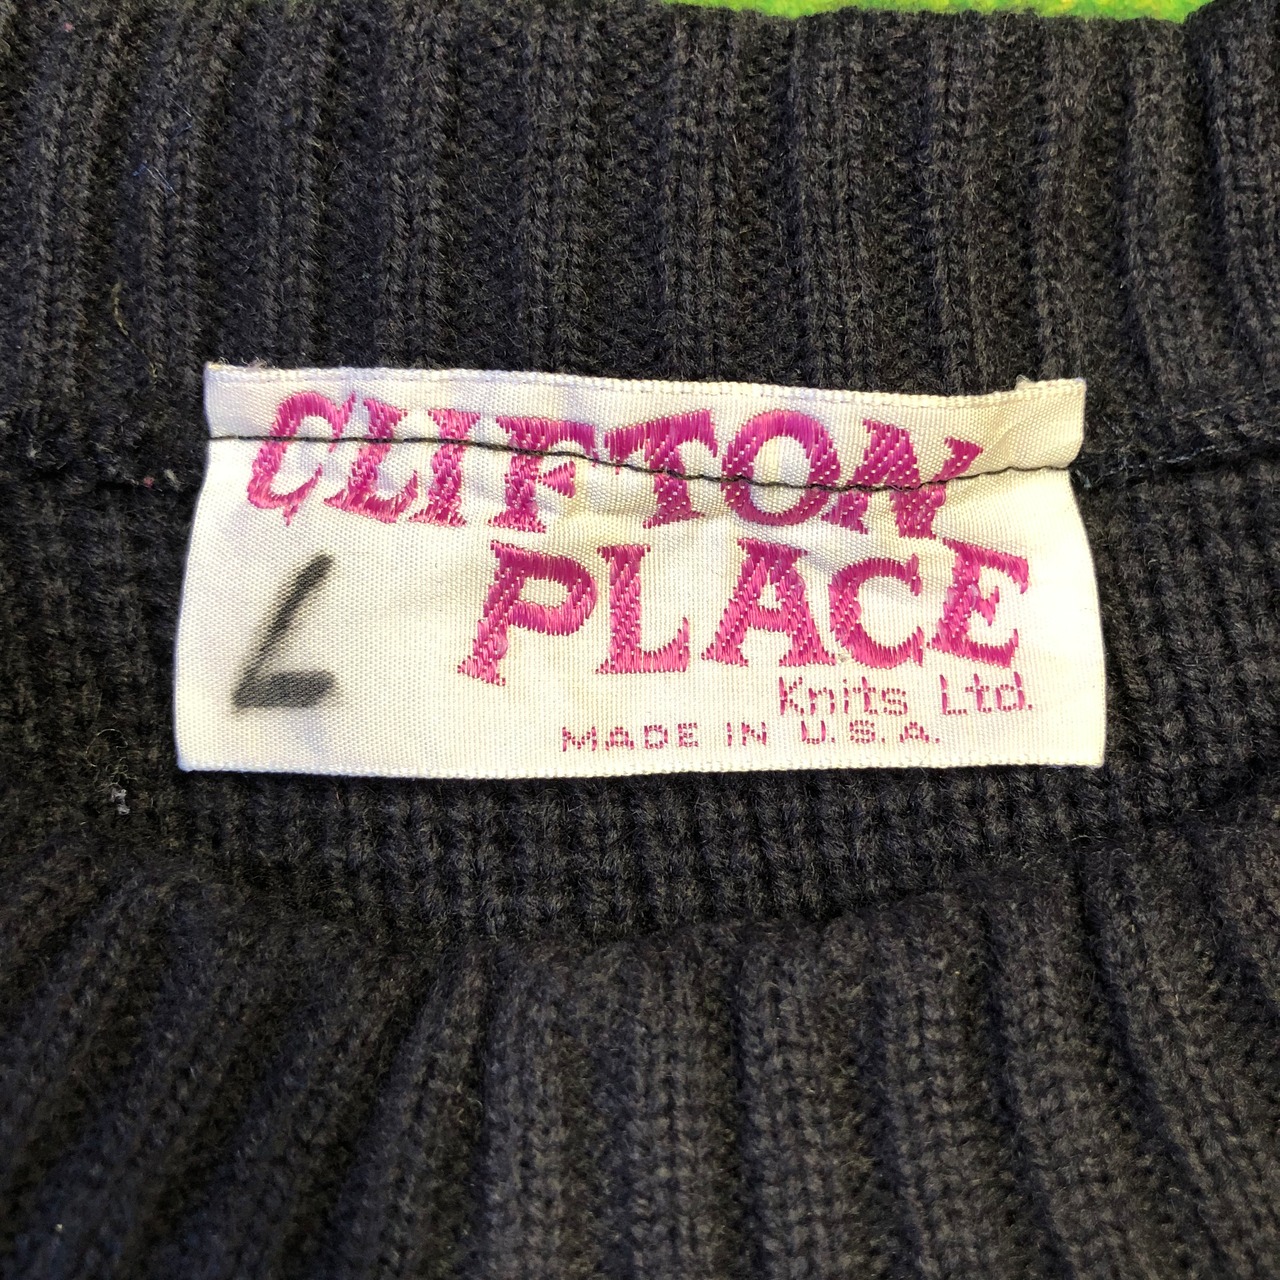 CLIFTON
PLACE
L
Knits Ltd.
MADE IN U.S.A.